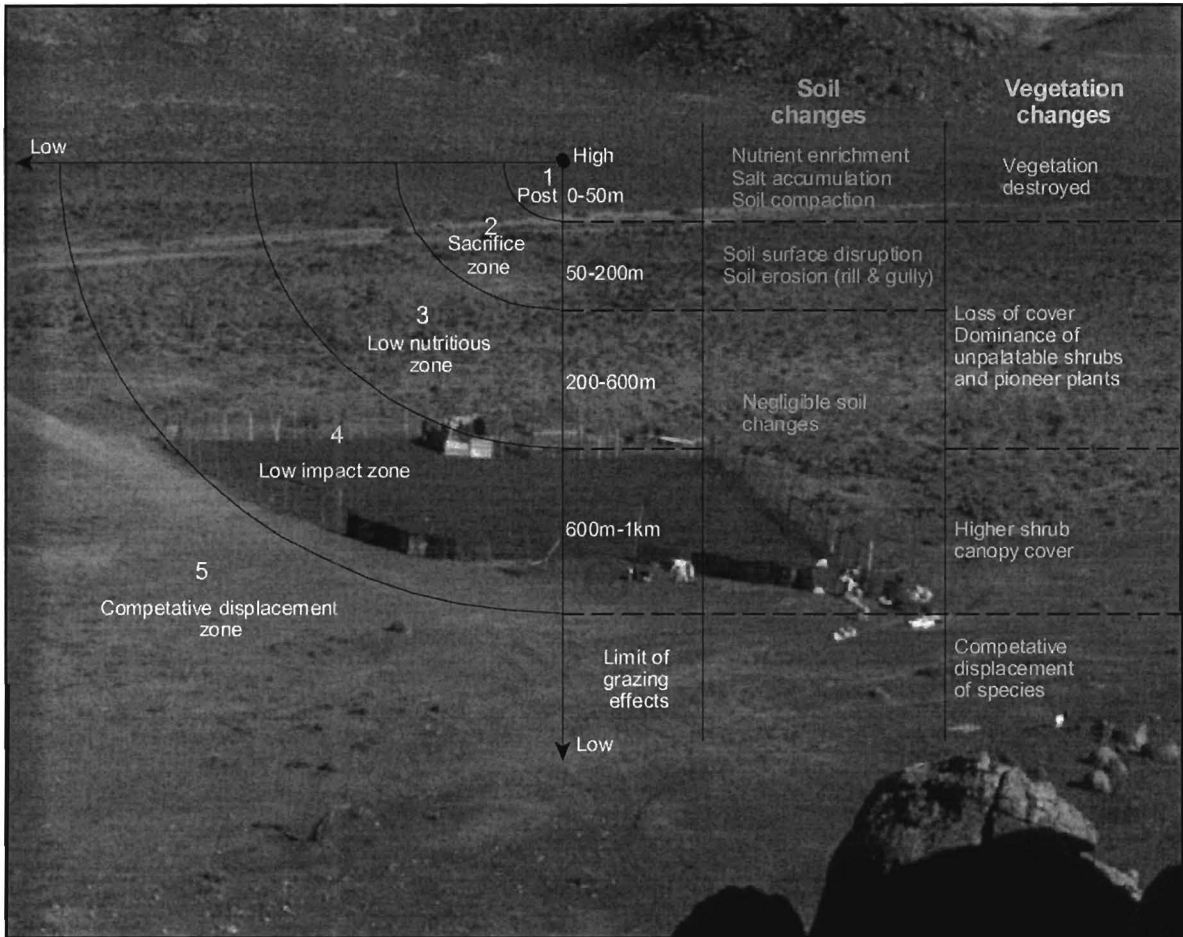 Soil
changes
Vegetation
changes
Low
High
1
Post
0-50m
Nutrient enrichment
Salt accumulation
Soil compaction
Vegetation
destroyed
2
Sacrifice
zone
50-200m
Soil surface disruption
Soil erosion (rill & gully)
3
Low nutritious
zone
200-600m
Loss of cover
Dominance of
unpalatable shrubs
and pioneer plants
Negligible soil
changes
4
Low impact zone
600m-1km
Higher shrub
canopy cover
5
Competative displacement
zone
Limit of
grazing
effects
Competative
displacement
of species
Low